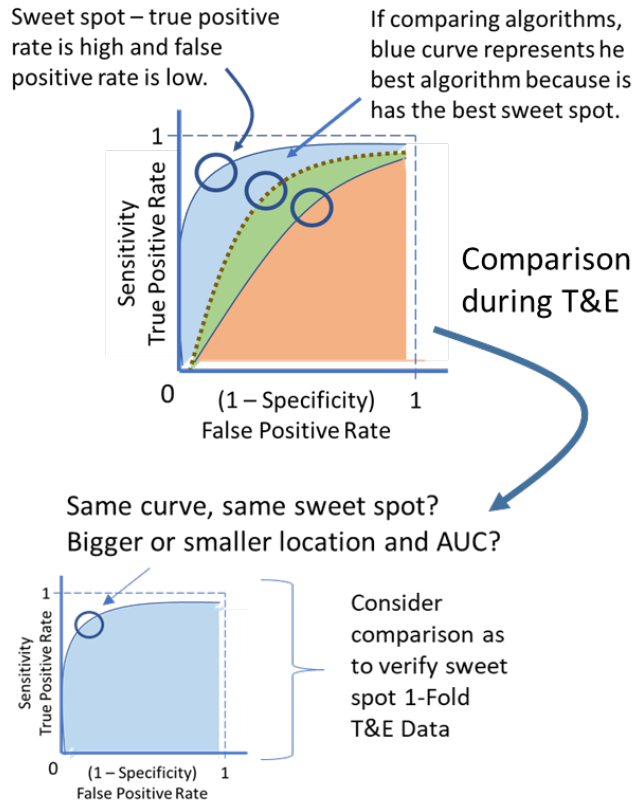 Sweet spot – true positive
rate is high and false
positive rate is low.
If comparing algorithms,
blue curve represents he
best algorithm because is
has the best sweet spot.
1
Sensitivity
True Positive Rate
0
(1 – Specificity)
1
False Positive Rate
Comparison
during T&E
Same curve, same sweet spot?
Bigger or smaller location and AUC?
1
Sensitivity
True Positive Rate
0
(1 – Specificity)
1
False Positive Rate
Consider
comparison as
to verify sweet
spot 1-Fold
T&E Data